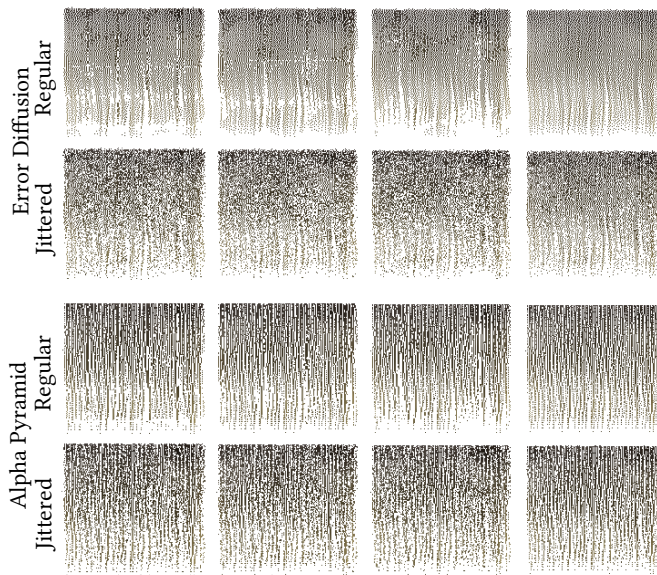 Error Diffusion
Regular
Jittered
Alpha Pyramid
Regular
Jittered